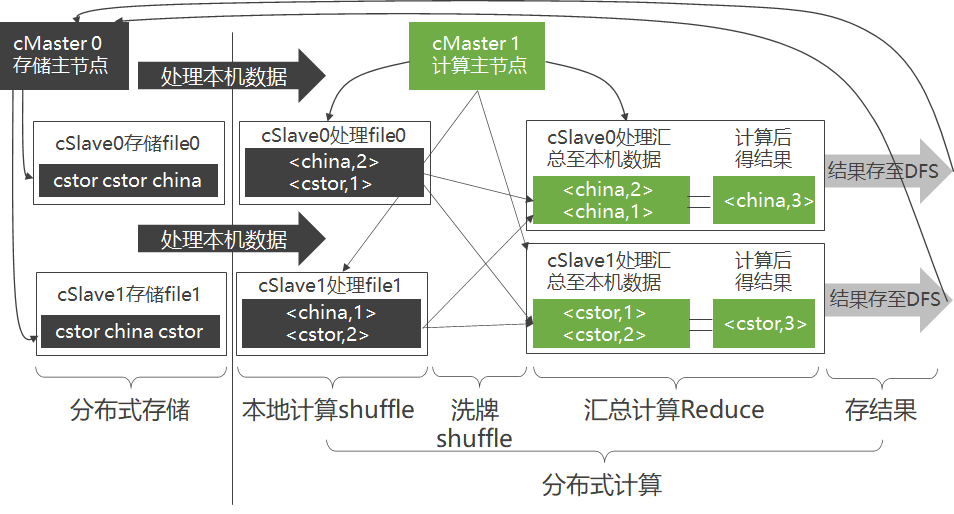 cMaster 0
存储主节点
处理本机数据
cMaster 1
计算主节点
cSlave0存储file0
cstor cstor china
cSlave0处理file0
<china,2>
<cstor,1>
cSlave0处理汇
总至本机数据
<china,2>
<china,1>
计算后
得结果
<china,3>
结果存至DFS
处理本机数据
cSlave1存储file1
cstor china cstor
cSlave1处理file1
<china,1>
<cstor,2>
cSlave1处理汇
总至本机数据
<cstor,1>
<cstor,2>
计算后
得结果
<cstor,3>
结果存至DFS
分布式存储
本地计算shuffle
洗牌
shuffle
汇总计算Reduce
存结果
分布式计算